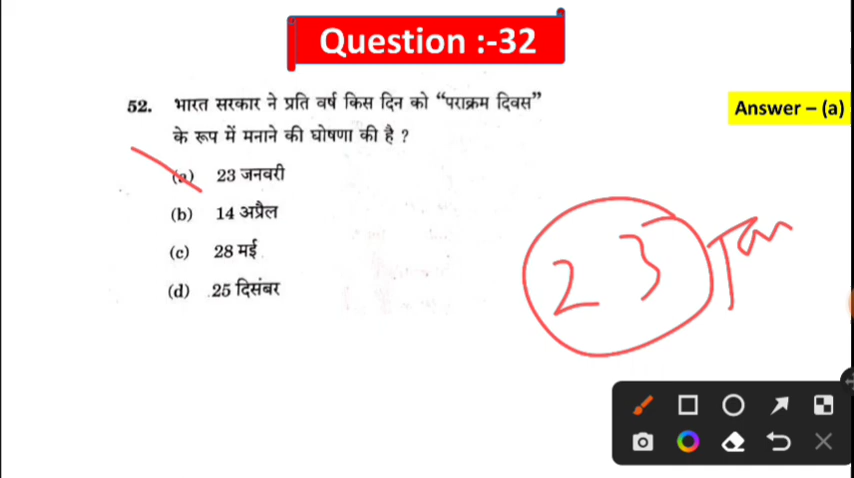 Question :-32
52. भारत सरकार ने प्रति वर्ष किस दिन को “पराक्रम दिवस”
के रूप में मनाने की घोषणा की है ?
Answer – (a)
(a) 23 जनवरी
(b) 14 अप्रैल
(c) 28 मई
(d) 25 दिसंबर
23 Jan